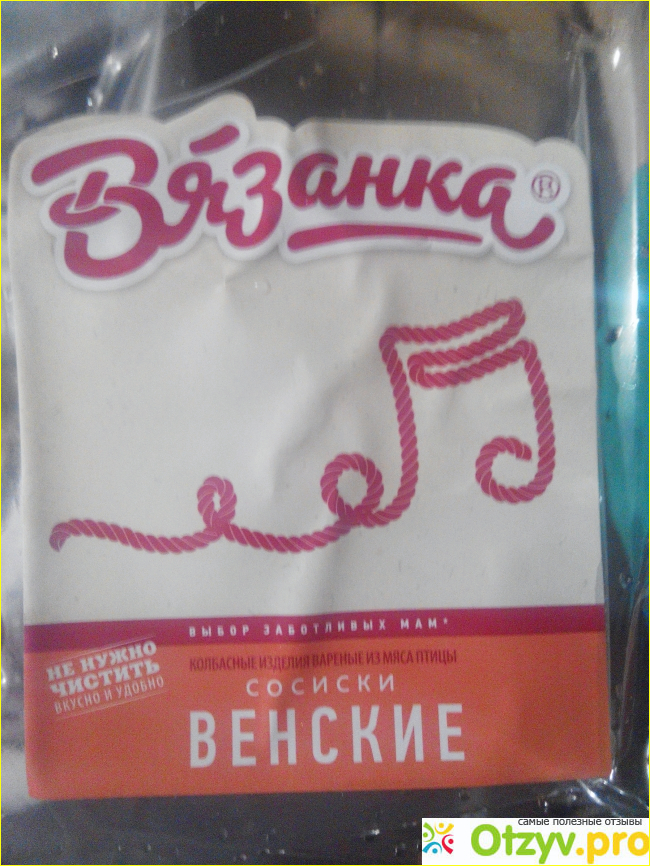 Вязанка®
ВЫБОР ЗАБОТЛИВЫХ МАМ*
НЕ НУЖНО
ЧИСТИТЬ
ВКУСНО И УДОБНО
КОЛБАСНЫЕ ИЗДЕЛИЯ ВАРЕНЫЕ ИЗ МЯСА ПТИЦЫ
СОСИСКИ
ВЕНСКИЕ
самые полезные отзывы
Otzyv.pro